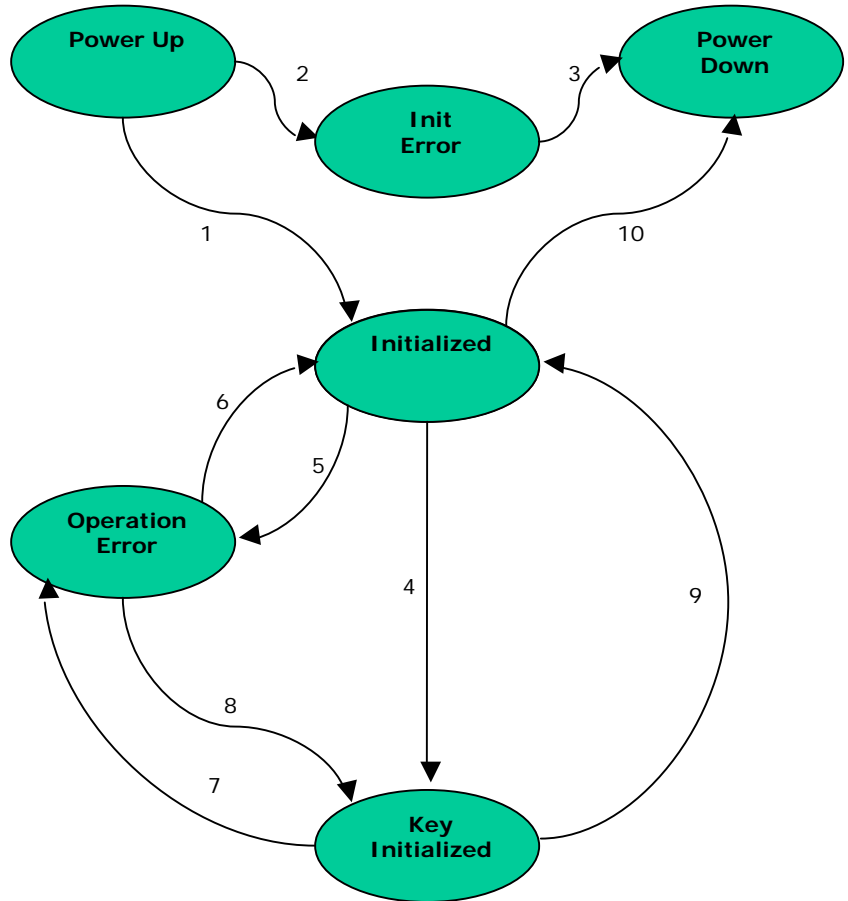 Power Up
Power
Down
2
3
Init
Error
1
10
Initialized
6
5
Operation
Error
4
9
8
7
Key
Initialized